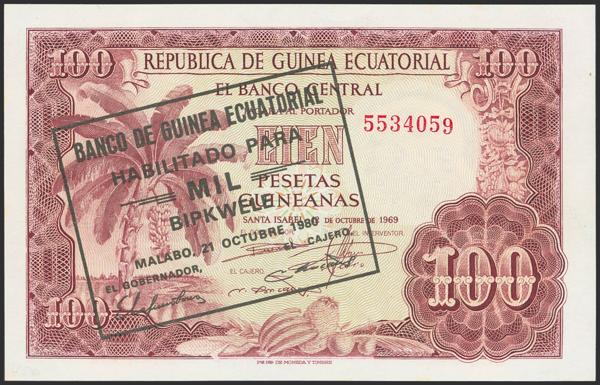 100 REPUBLICA DE GUINEA ECUATORIAL 100
EL BANCO CENTRAL
AL PORTADOR
5534059
CIEN
PESETAS
GUINEANAS
SANTA ISABEL, 12 DE OCTUBRE DE 1969
EL INTERVENTOR,
EL CAJERO,
100
100
BANCO DE GUINEA ECUATORIAL
HABILITADO PARA
MIL
BIPKWELE
MALABO, 21 OCTUBRE 1980
EL GOBERNADOR, EL CAJERO,